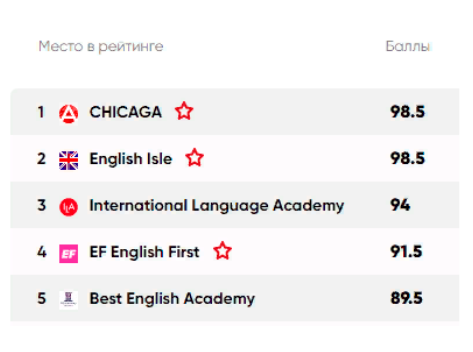 Место в рейтинге Баллы
1 CHICAGA 98.5
2 English Isle 98.5
3 ILA International Language Academy 94
4 EF EF English First 91.5
5 Best English Academy 89.5